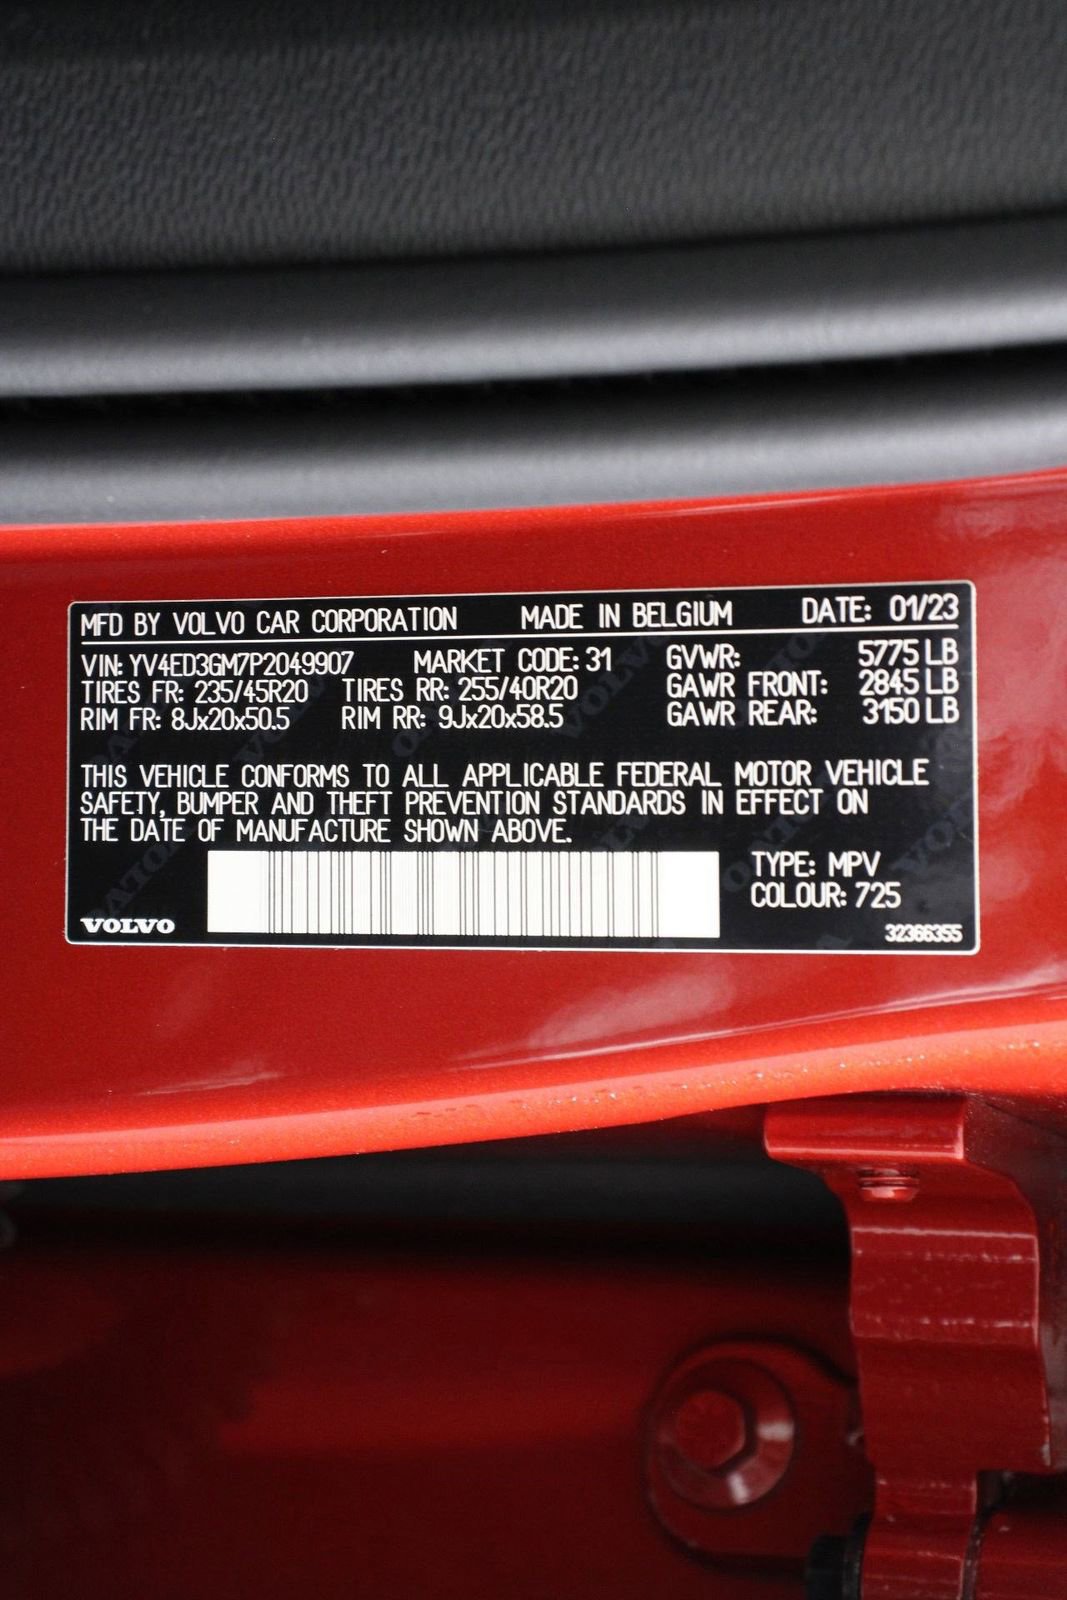 MFD BY VOLVO CAR CORPORATION MADE IN BELGIUM DATE: 01/23
VIN: YV4ED3GM7P2049907 MARKET CODE: 31 GVWR: 5775 LB
TIRES FR: 235/45R20 TIRES RR: 255/40R20 GAWR FRONT: 2845 LB
RIM FR: 8Jx20x50.5 RIM RR: 9Jx20x58.5 GAWR REAR: 3150 LB
THIS VEHICLE CONFORMS TO ALL APPLICABLE FEDERAL MOTOR VEHICLE
SAFETY, BUMPER AND THEFT PREVENTION STANDARDS IN EFFECT ON
THE DATE OF MANUFACTURE SHOWN ABOVE.
TYPE: MPV
COLOUR: 725
VOLVO 32366355